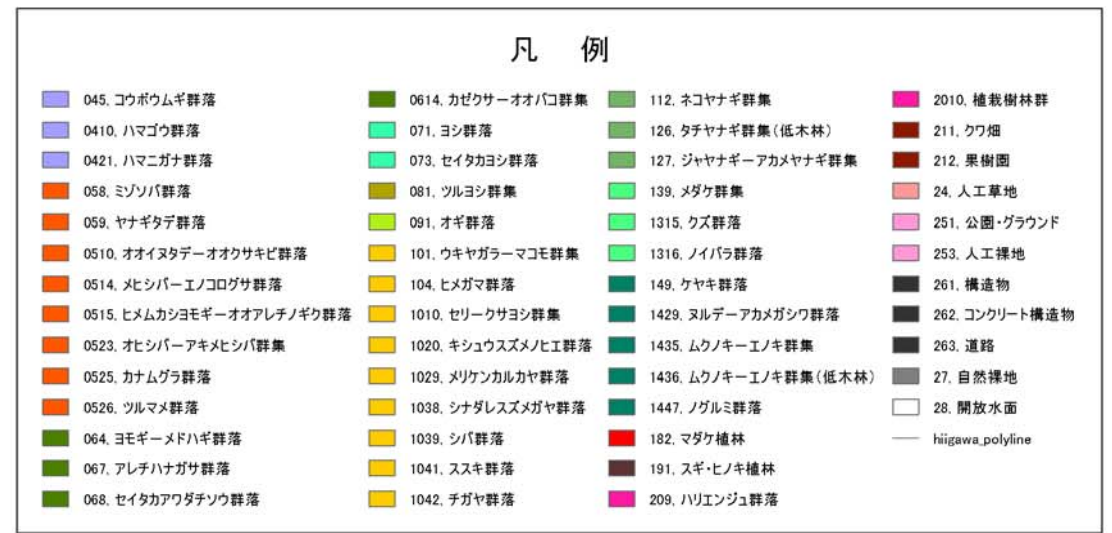 凡 例
045, コウボウムギ群落
0410, ハマゴウ群落
0421, ハマニガナ群落
058, ミゾソバ群落
059, ヤナギタデ群落
0510, オオイヌタデーオオクサキビ群落
0514, メヒシバーエノコログサ群落
0515, ヒメムカシヨモギーオオアレチノギク群落
0523, オヒシバーアキメヒシバ群集
0525, カナムグラ群落
0526, ツルマメ群落
064, ヨモギーメドハギ群落
067, アレチハナガサ群落
068, セイタカアワダチソウ群落
0614, カゼクサーオオバコ群集
071, ヨシ群落
073, セイタカヨシ群落
081, ツルヨシ群集
091, オギ群落
101, ウキヤガラーマコモ群集
104, ヒメガマ群落
1010, セリークサヨシ群集
1020, キシュウスズメノヒエ群落
1029, メリケンカルカヤ群落
1038, シナダレスズメガヤ群落
1039, シバ群落
1041, ススキ群落
1042, チガヤ群落
112, ネコヤナギ群集
126, タチヤナギ群集(低木林)
127, ジャヤナギーアカメヤナギ群集
139, メダケ群集
1315, クズ群落
1316, ノイバラ群落
149, ケヤキ群落
1429, ヌルデーアカメガシワ群落
1435, ムクノキーエノキ群集
1436, ムクノキーエノキ群集(低木林)
1447, ノグルミ群落
182, マダケ植林
191, スギ・ヒノキ植林
209, ハリエンジュ群落
2010, 植栽樹林群
211, クワ畑
212, 果樹園
24, 人工草地
251, 公園・グラウンド
253, 人工裸地
261, 構造物
262, コンクリート構造物
263, 道路
27, 自然裸地
28, 開放水面
hiigawa_polyline